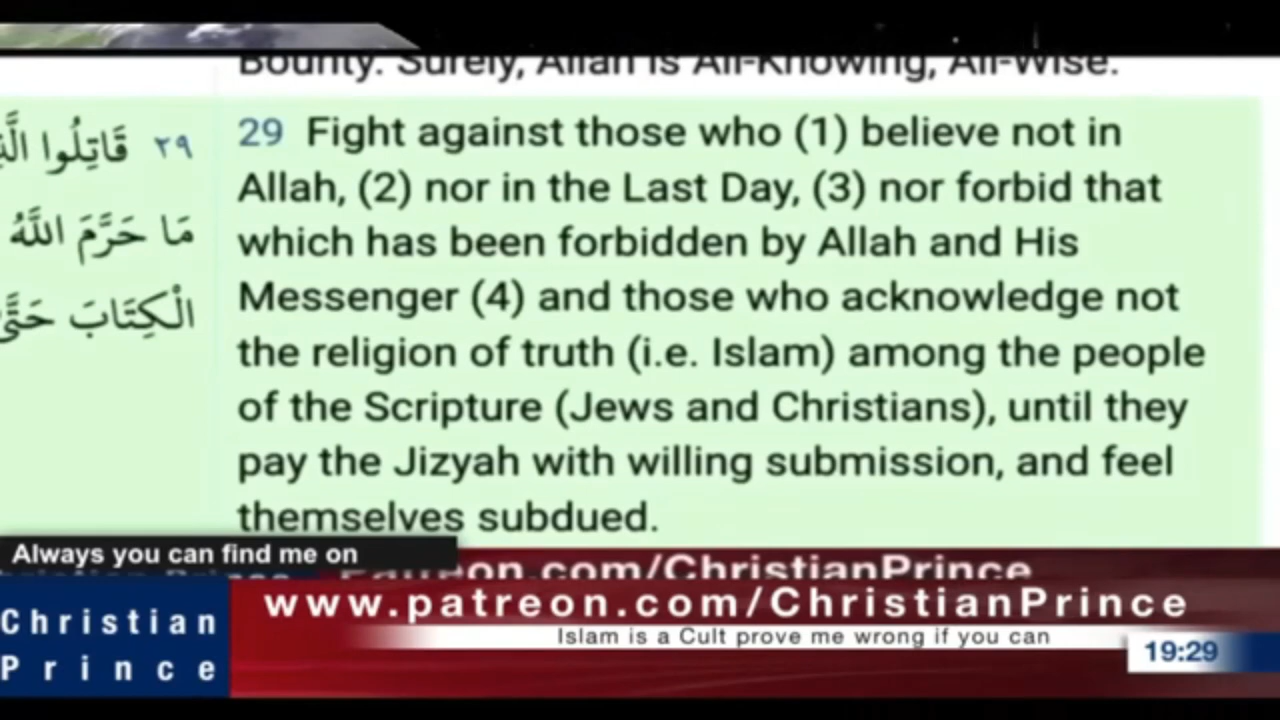 Bounty. Surely, Allah is All-Knowing, All-Wise.
29 Fight against those who (1) believe not in
Allah, (2) nor in the Last Day, (3) nor forbid that
which has been forbidden by Allah and His
Messenger (4) and those who acknowledge not
the religion of truth (i.e. Islam) among the people
of the Scripture (Jews and Christians), until they
pay the Jizyah with willing submission, and feel
themselves subdued.
٢٩ قَاتِلُوا
مَا حَرَّمَ اللَّهُ
الْكِتَابَ حَتَّى
Always you can find me on
Patreon.com/ChristianPrince
www.patreon.com/ChristianPrince
Islam is a Cult prove me wrong if you can
Christian
Prince
19:29